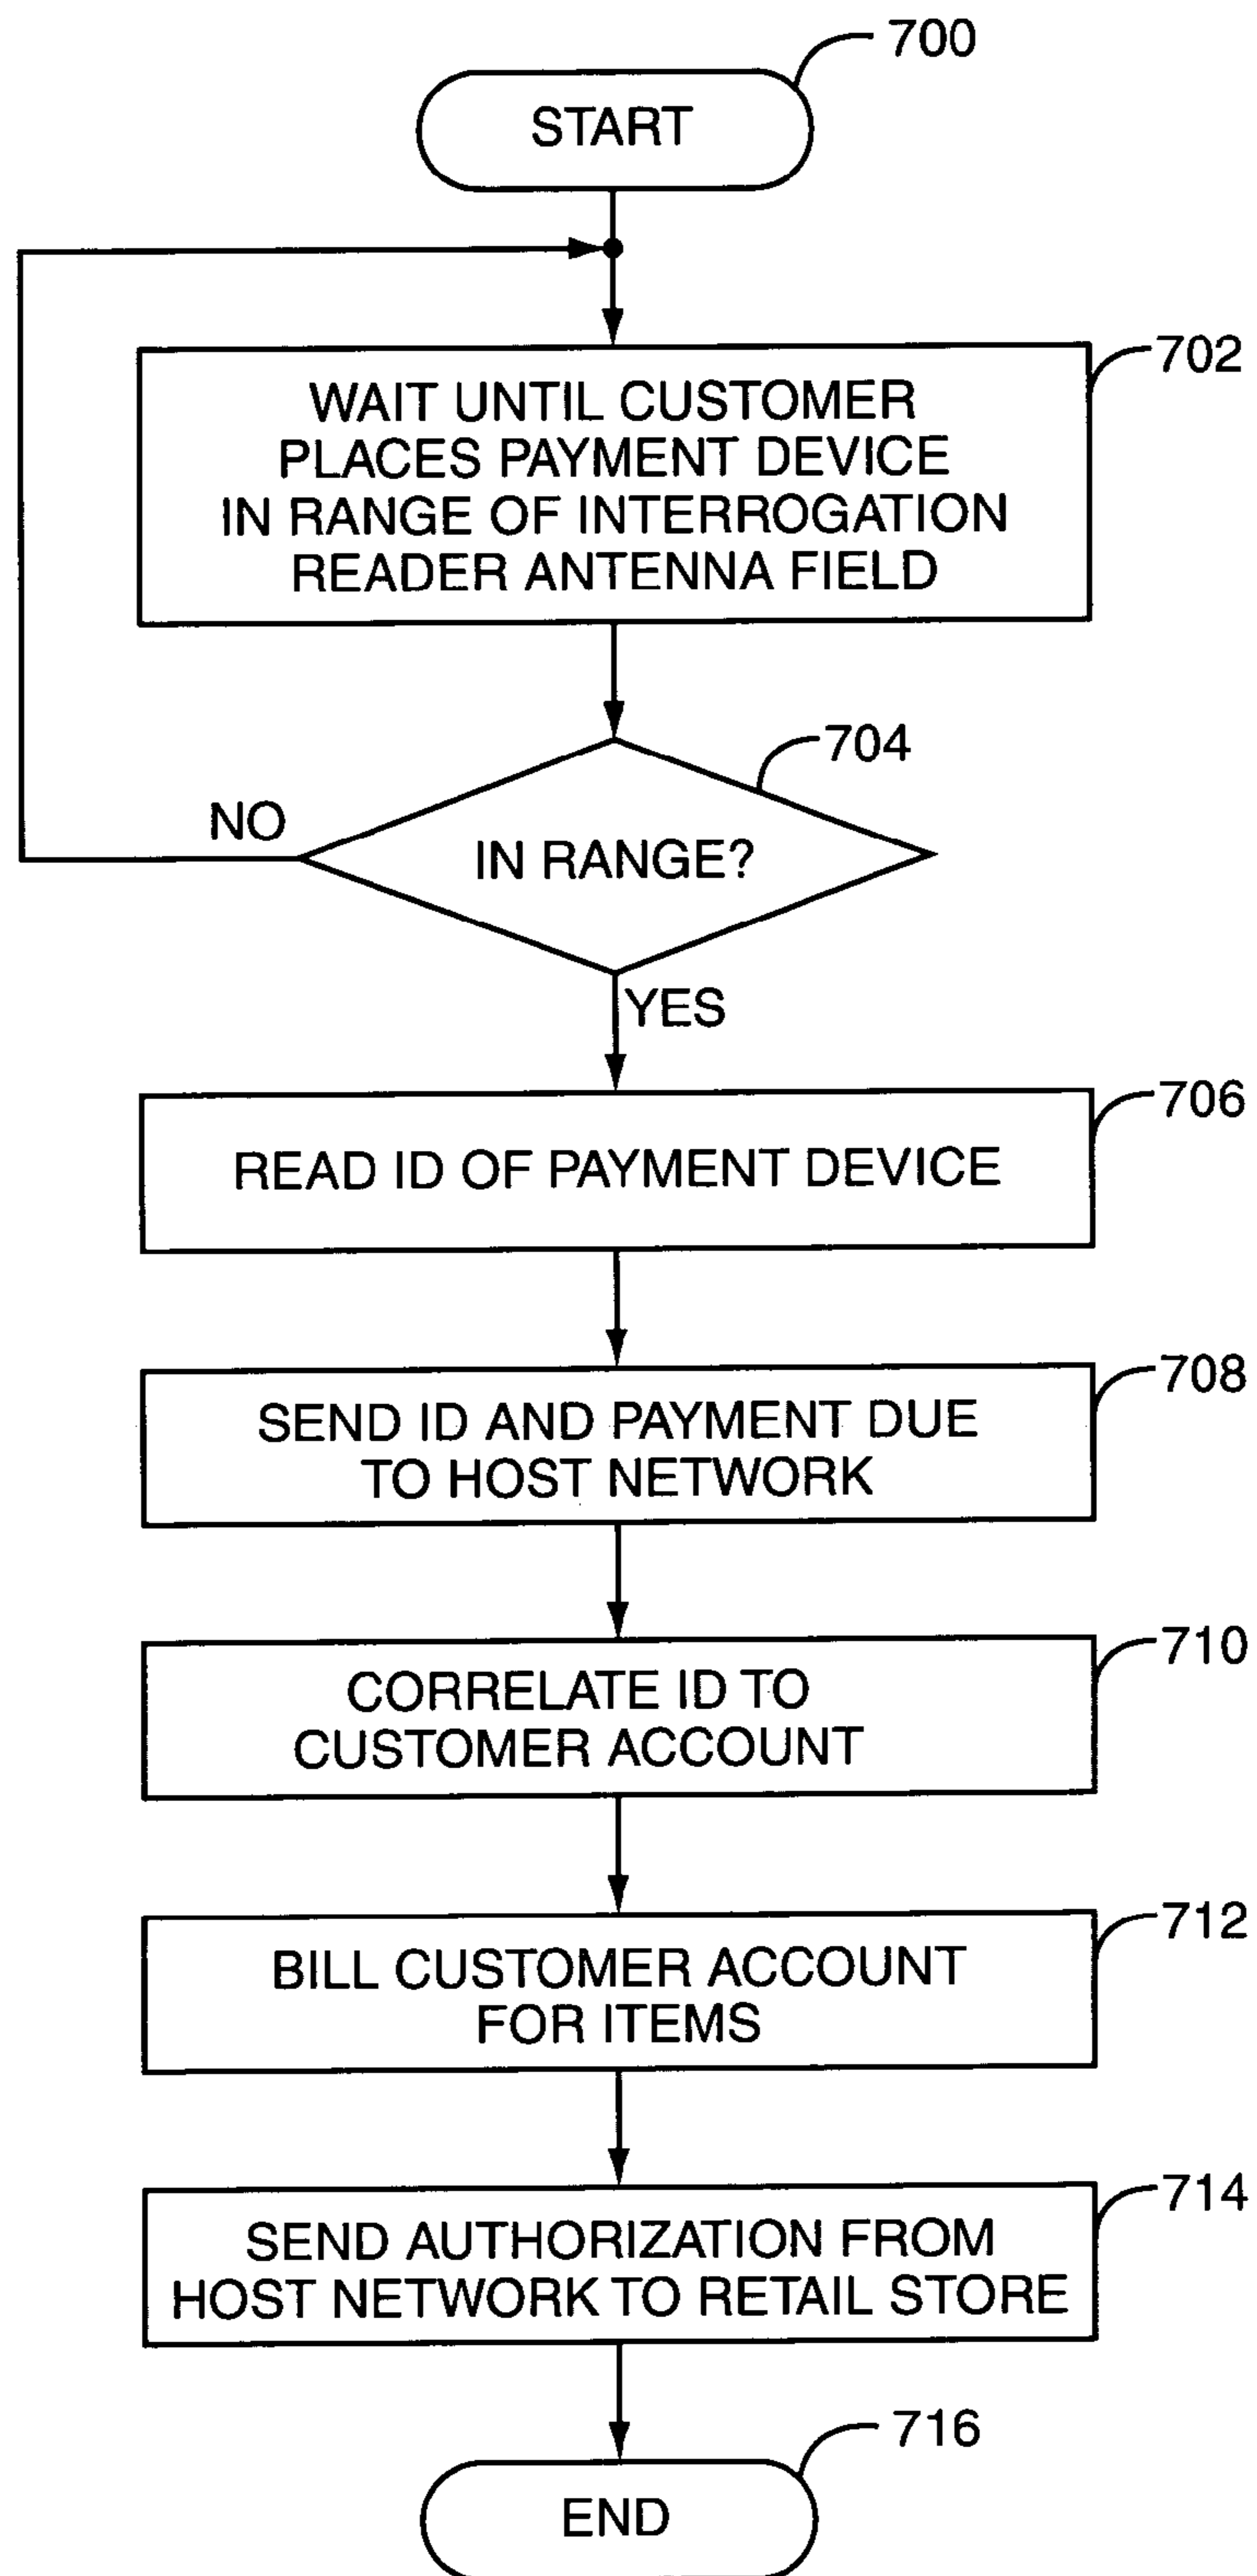 700
START
702
WAIT UNTIL CUSTOMER
PLACES PAYMENT DEVICE
IN RANGE OF INTERROGATION
READER ANTENNA FIELD
704
NO
IN RANGE?
YES
706
READ ID OF PAYMENT DEVICE
708
SEND ID AND PAYMENT DUE
TO HOST NETWORK
710
CORRELATE ID TO
CUSTOMER ACCOUNT
712
BILL CUSTOMER ACCOUNT
FOR ITEMS
714
SEND AUTHORIZATION FROM
HOST NETWORK TO RETAIL STORE
716
END